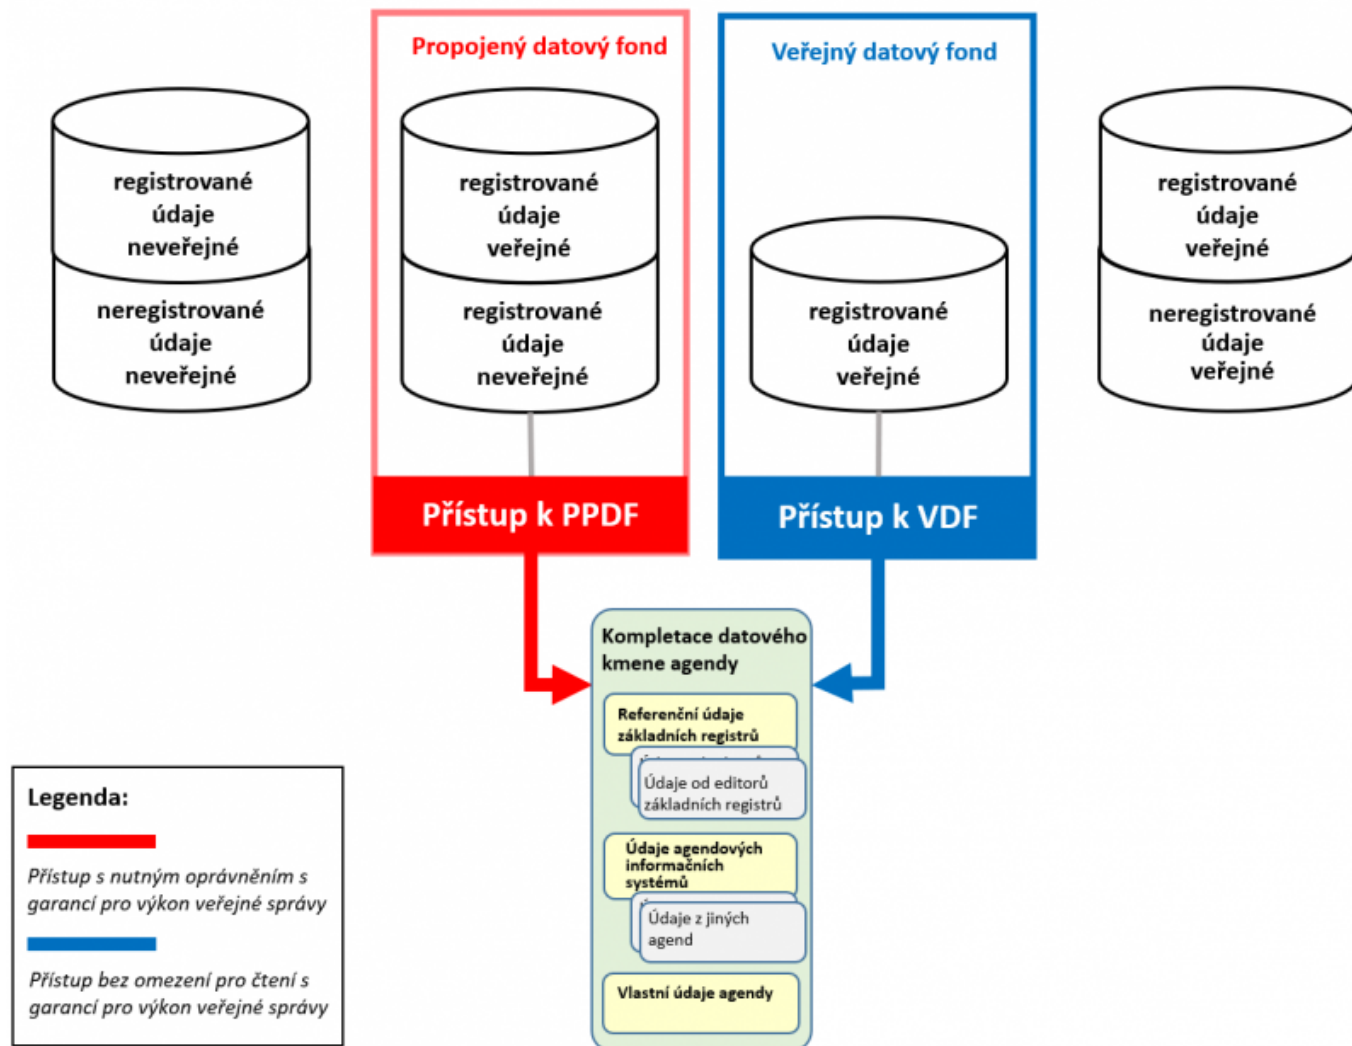 Propojený datový fond
Veřejný datový fond
registrované
údaje
neveřejné
neregistrované
údaje
neveřejné
registrované
údaje
veřejné
registrované
údaje
neveřejné
registrované
údaje
veřejné
registrované
údaje
veřejné
neregistrované
údaje
veřejné
Přístup k PPDF
Přístup k VDF
Kompletace datového
kmene agendy
Referenční údaje
základních registrů
Údaje od editorů
základních registrů
Údaje agendových
informačních
systémů
Údaje z jiných
agend
Vlastní údaje agendy
Legenda:
Přístup s nutným oprávněním s
garancí pro výkon veřejné správy
Přístup bez omezení pro čtení s
garancí pro výkon veřejné správy